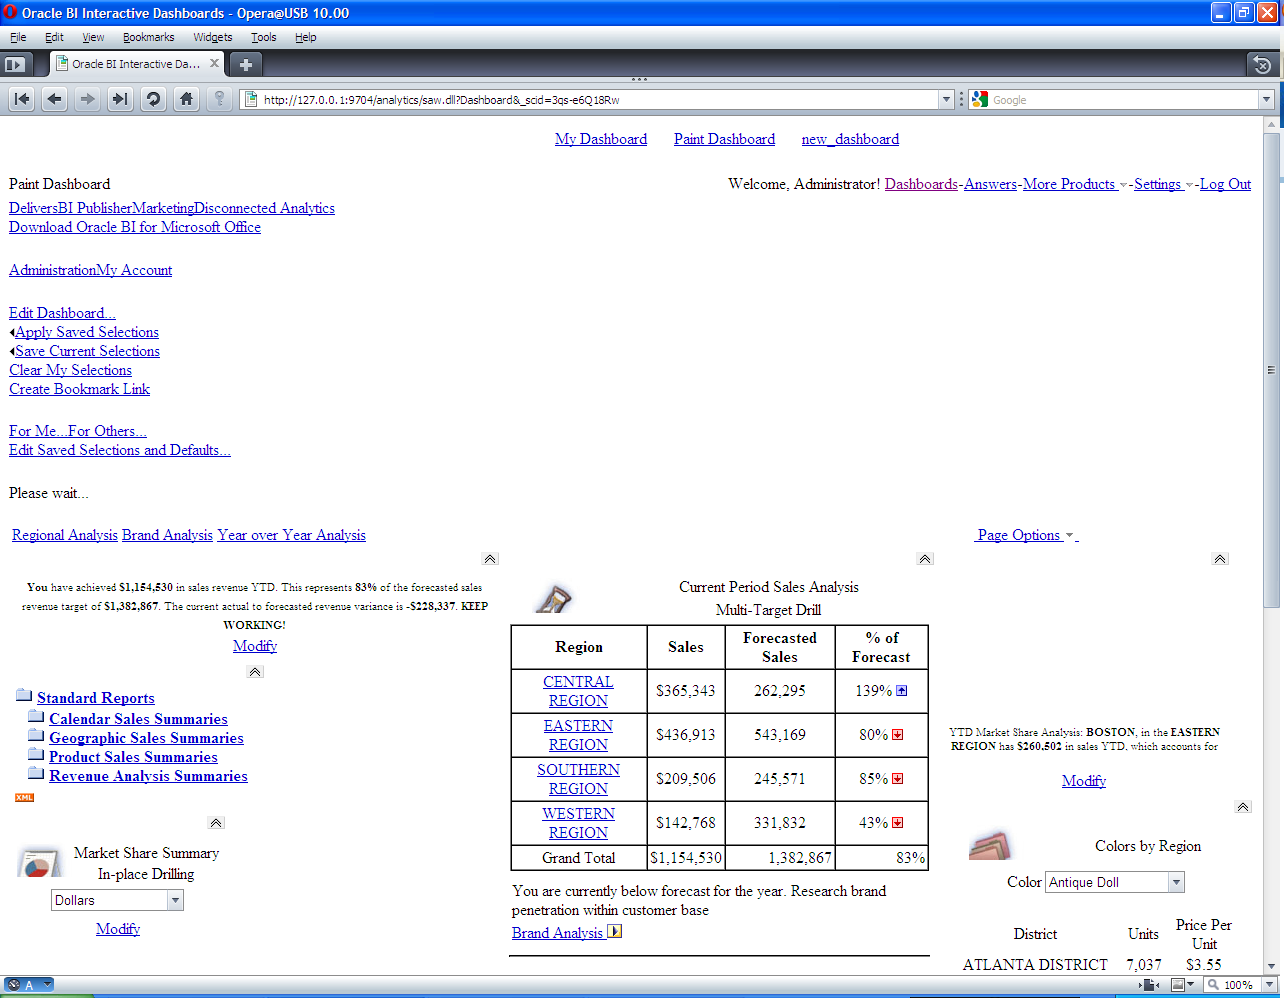 Oracle BI Interactive Dashboards - Opera@USB 10.00
File Edit View Bookmarks Widgets Tools Help
Oracle BI Interactive Da...
http://127.0.0.1:9704/analytics/saw.dll?Dashboard&_scid=3qs-e6Q18Rw
Google
My Dashboard Paint Dashboard new_dashboard
Paint Dashboard
Welcome, Administrator! Dashboards-Answers-More Products -Settings -Log Out
DeliversBI PublisherMarketingDisconnected Analytics
Download Oracle BI for Microsoft Office
AdministrationMy Account
Edit Dashboard...
Apply Saved Selections
Save Current Selections
Clear My Selections
Create Bookmark Link
For Me...For Others...
Edit Saved Selections and Defaults...
Please wait...
Regional Analysis Brand Analysis Year over Year Analysis
Page Options
You have achieved $1,154,530 in sales revenue YTD. This represents 83% of the forecasted sales
revenue target of $1,382,867. The current actual to forecasted revenue variance is -$228,337. KEEP
WORKING!
Modify
Standard Reports
Calendar Sales Summaries
Geographic Sales Summaries
Product Sales Summaries
Revenue Analysis Summaries
XML
Market Share Summary
In-place Drilling
Dollars
Modify
Current Period Sales Analysis
Multi-Target Drill
Region Sales Forecasted Sales % of Forecast
CENTRAL REGION $365,343 262,295 139%
EASTERN REGION $436,913 543,169 80%
SOUTHERN REGION $209,506 245,571 85%
WESTERN REGION $142,768 331,832 43%
Grand Total $1,154,530 1,382,867 83%
You are currently below forecast for the year. Research brand
penetration within customer base
Brand Analysis
YTD Market Share Analysis: BOSTON, in the EASTERN
REGION has $260,502 in sales YTD, which accounts for
Modify
Colors by Region
Color Antique Doll
District Units Price Per Unit
ATLANTA DISTRICT 7,037 $3.55
A
100%